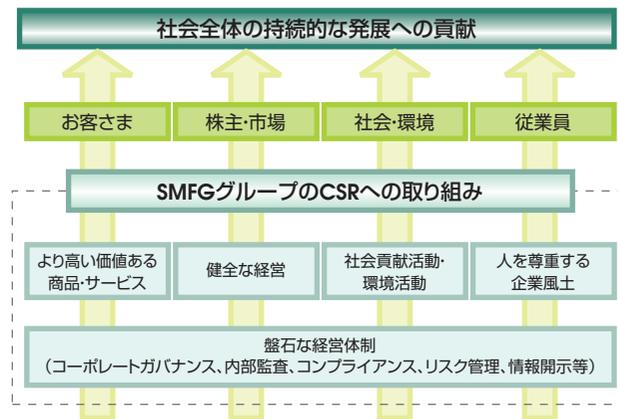 社会全体の持続的な発展への貢献
お客さま
株主・市場
社会・環境
従業員
SMFGグループのCSRへの取り組み
より高い価値ある
商品・サービス
健全な経営
社会貢献活動・
環境活動
人を尊重する
企業風土
盤石な経営体制
（コーポレートガバナンス、内部監査、コンプライアンス、リスク管理、情報開示等）